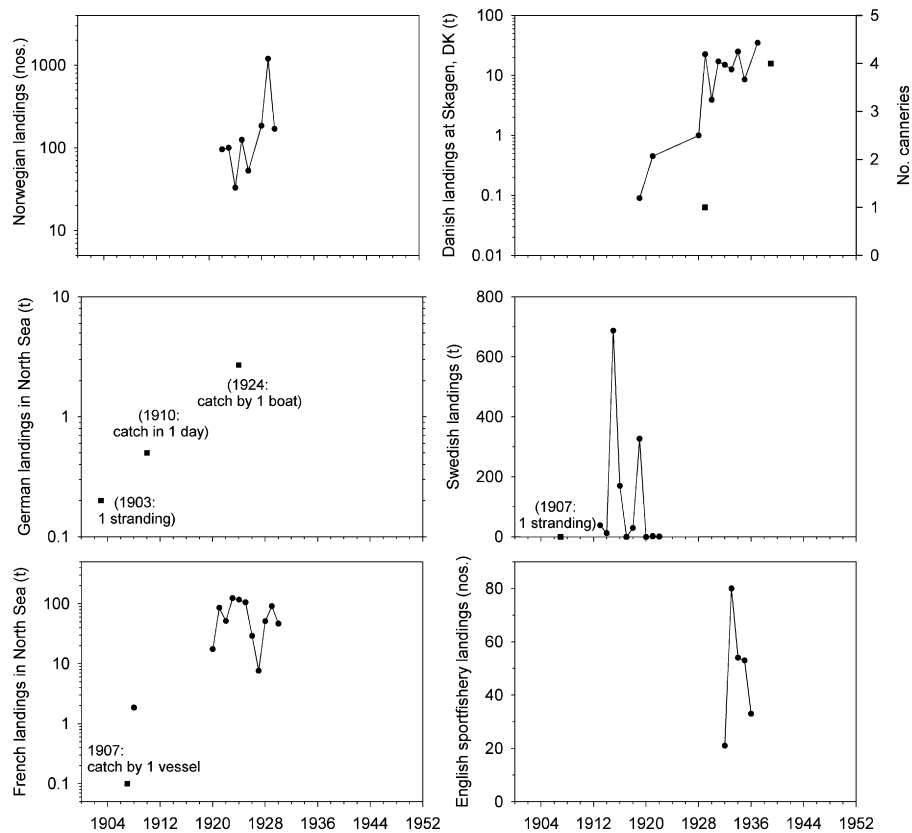 Norwegian landings (nos.)
1000
100
10
Danish landings at Skagen, DK (t)
100
10
1
0.1
0.01
5
4
3
2
1
0
No. canneries
German landings in North Sea (t)
10
1
0.1
(1924:
catch by 1 boat)
(1910:
catch in 1 day)
(1903:
1 stranding)
Swedish landings (t)
800
600
400
200
0
(1907:
1 stranding)
French landings in North Sea (t)
100
10
1
0.1
1907:
catch by 1 vessel
1904 1912 1920 1928 1936 1944 1952
English sportfishery landings (nos.)
80
60
40
20
0
1904 1912 1920 1928 1936 1944 1952